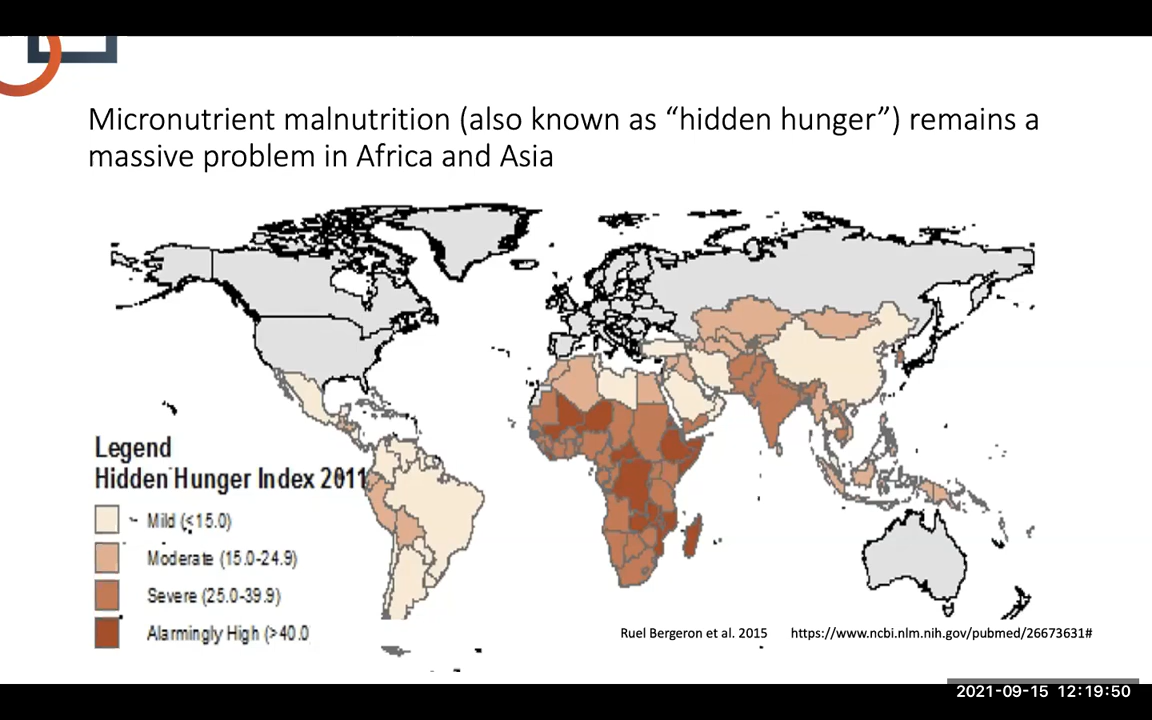 Micronutrient malnutrition (also known as “hidden hunger”) remains a
massive problem in Africa and Asia
Legend
Hidden Hunger Index 2011
Mild (<15.0)
Moderate (15.0-24.9)
Severe (25.0-39.9)
Alarmingly High (>40.0
Ruel Bergeron et al. 2015 https://www.ncbi.nlm.nih.gov/pubmed/26673631#
2021-09-15 12:19:50